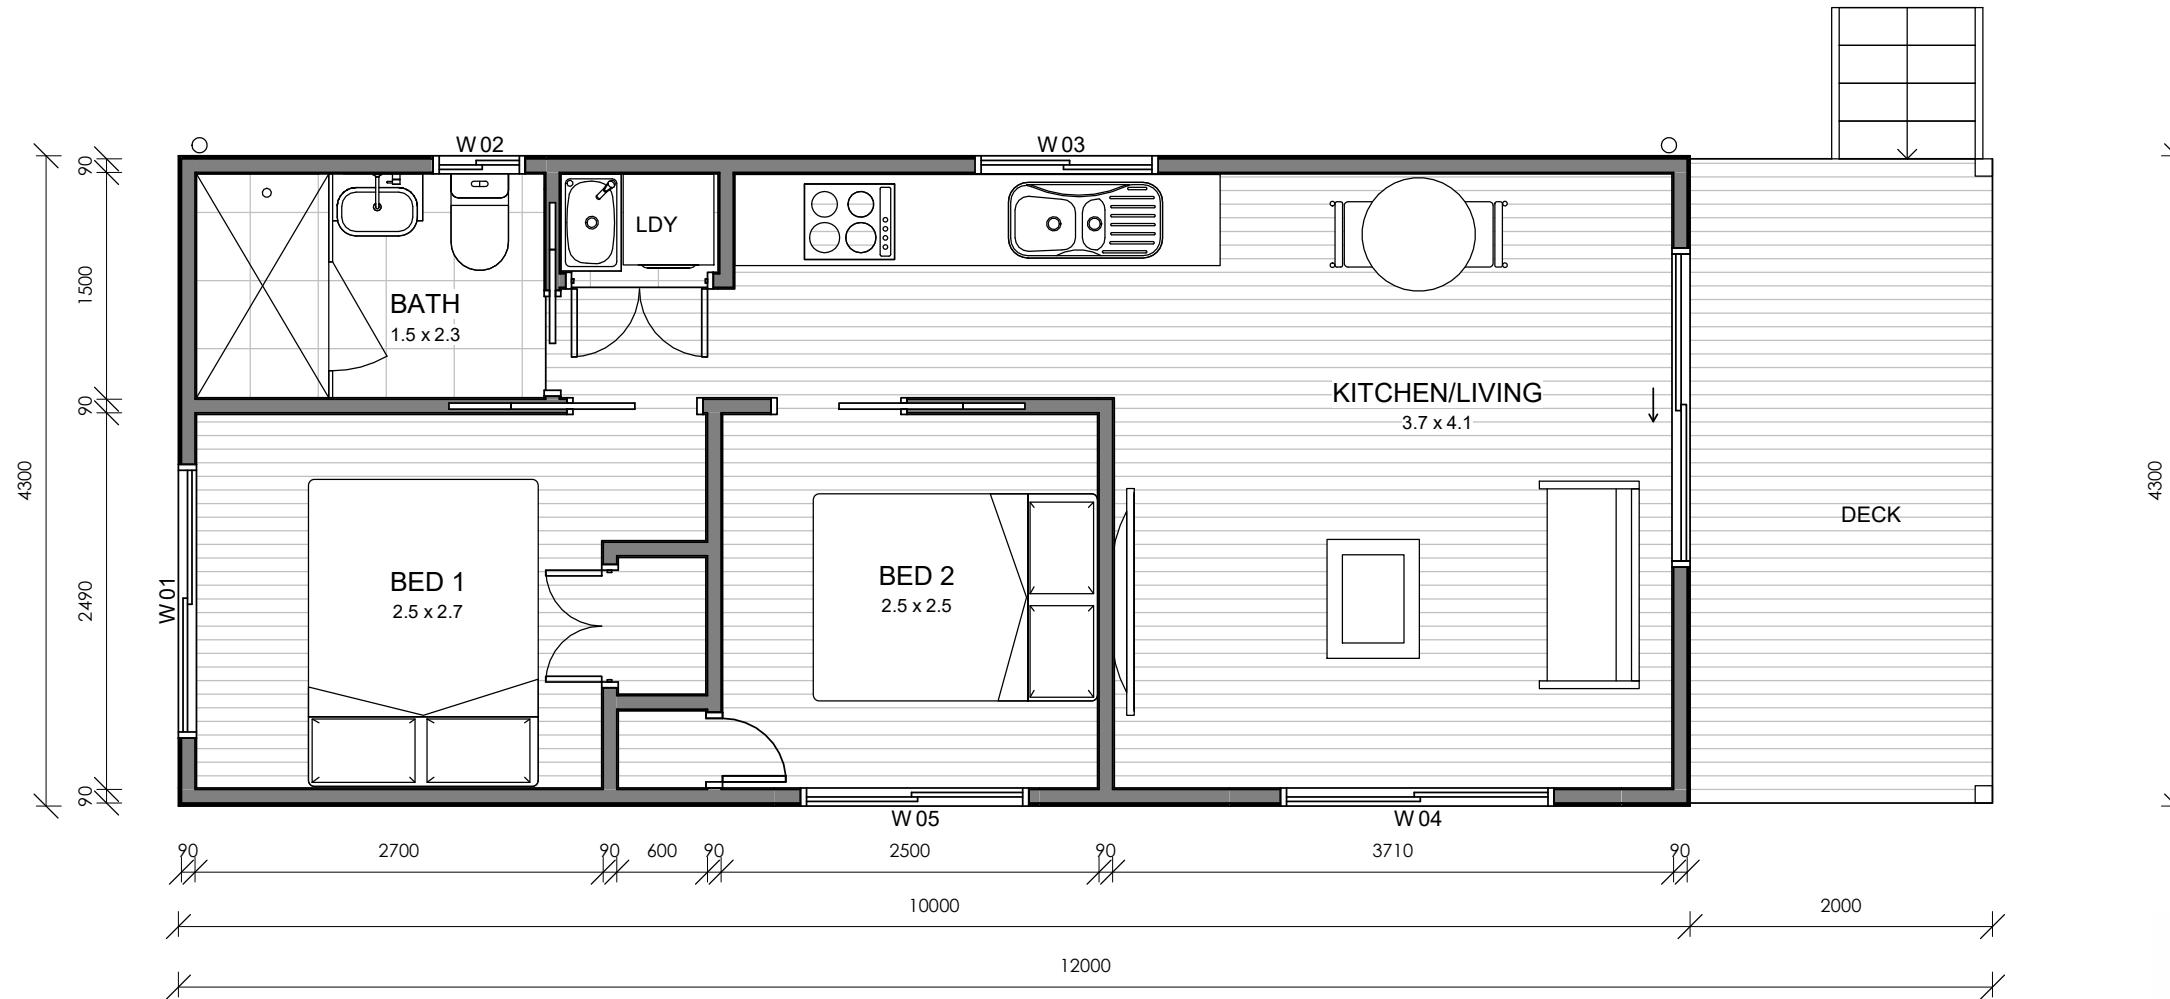 W 02
W 03
90
LDY
1500
BATH
1.5 x 2.3
90
KITCHEN/LIVING
3.7 x 4.1
4300
4300
DECK
BED 1
2.5 x 2.7
BED 2
2.5 x 2.5
2490
W 01
90
W 05
W 04
90
2700
90
600
90
2500
90
3710
90
10000
2000
12000